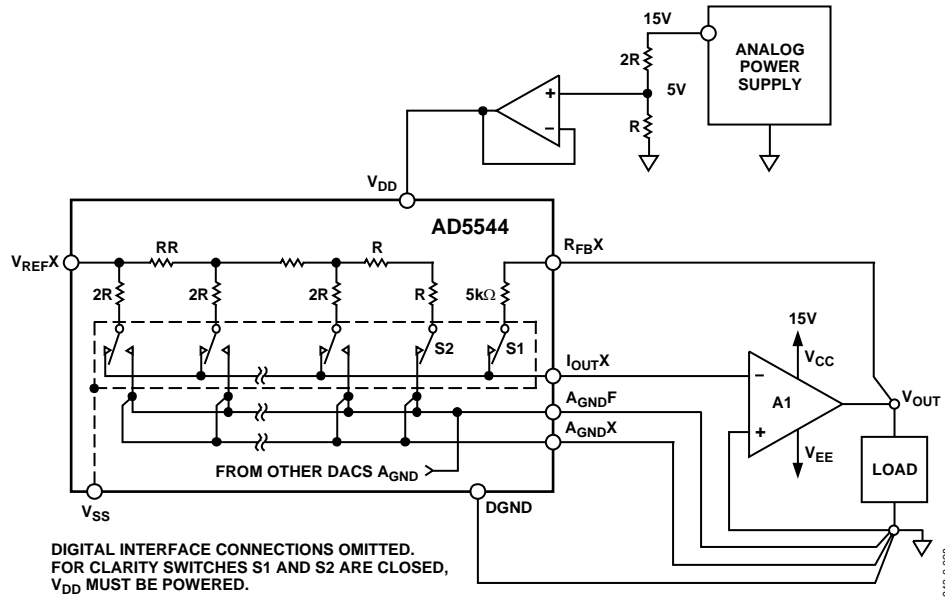 15V
ANALOG
POWER
SUPPLY
2R
5V
+
−
R
VDD
AD5544
VREFX
RR
R
RFBX
2R
2R
2R
R
5kΩ
S2
S1
IOUTX
15V
VCC
−
A1
+
VEE
VOUT
LOAD
AGNDF
AGNDX
FROM OTHER DACS AGND
VSS
DGND
DIGITAL INTERFACE CONNECTIONS OMITTED.
FOR CLARITY SWITCHES S1 AND S2 ARE CLOSED,
VDD MUST BE POWERED.